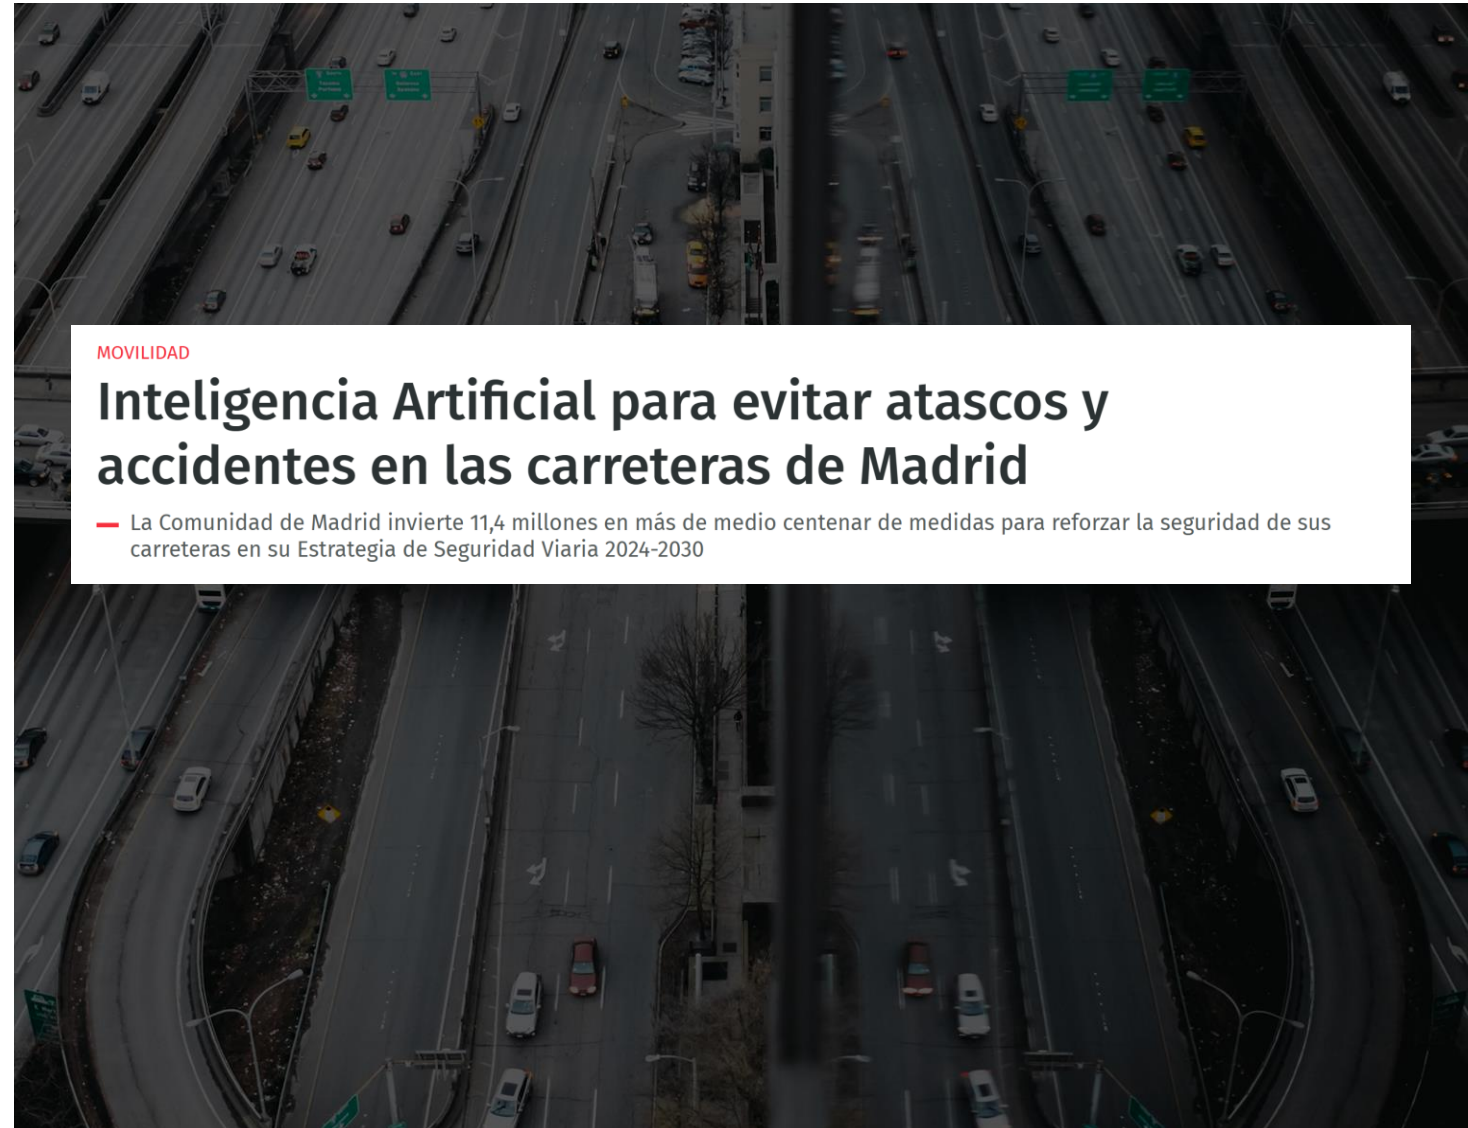 MOVILIDAD
Inteligencia Artificial para evitar atascos y
accidentes en las carreteras de Madrid
La Comunidad de Madrid invierte 11,4 millones en más de medio centenar de medidas para reforzar la seguridad de sus
carreteras en su Estrategia de Seguridad Viaria 2024-2030